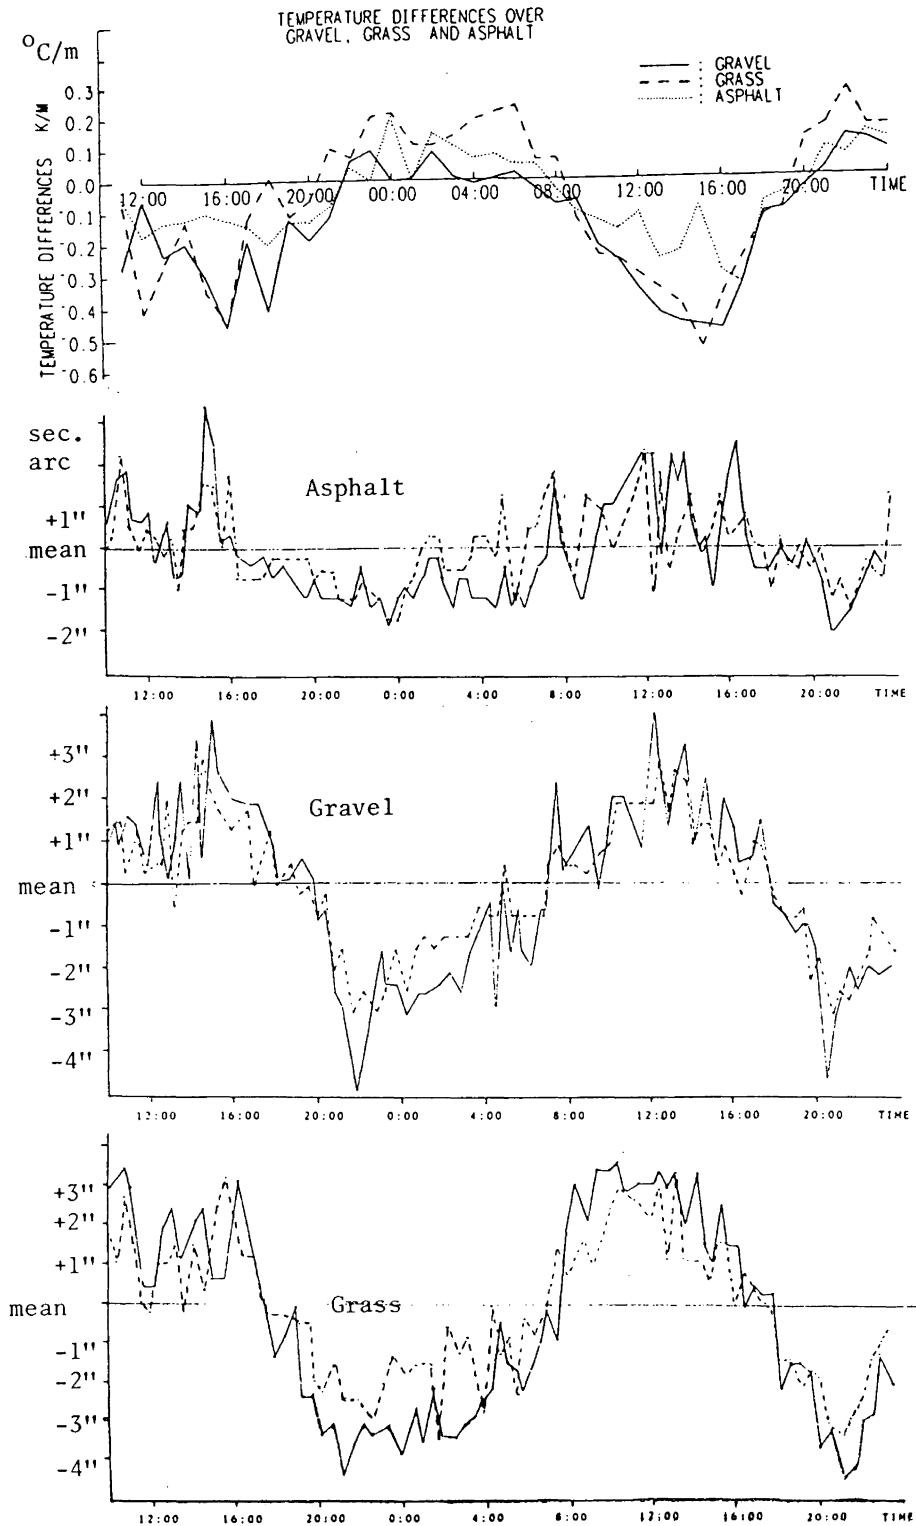 TEMPERATURE DIFFERENCES OVER
GRAVEL, GRASS AND ASPHALT
°C/m
: GRAVEL
: GRASS
: ASPHALT
TEMPERATURE DIFFERENCES K/M
0.3
0.2
0.1
0.0
-0.1
-0.2
-0.3
-0.4
-0.5
-0.6
12:00 16:00 20:00 00:00 04:00 08:00 12:00 16:00 20:00 TIME
sec.
arc
Asphalt
+1"
mean
-1"
-2"
12:00 16:00 20:00 0:00 4:00 8:00 12:00 16:00 20:00 TIME
+3"
+2"
Gravel
+1"
mean
-1"
-2"
-3"
-4"
12:00 16:00 20:00 0:00 4:00 8:00 12:00 16:00 20:00 TIME
+3"
+2"
+1"
mean
Grass
-1"
-2"
-3"
-4"
12:00 16:00 20:00 0:00 4:00 8:00 12:00 16:00 20:00 TIME